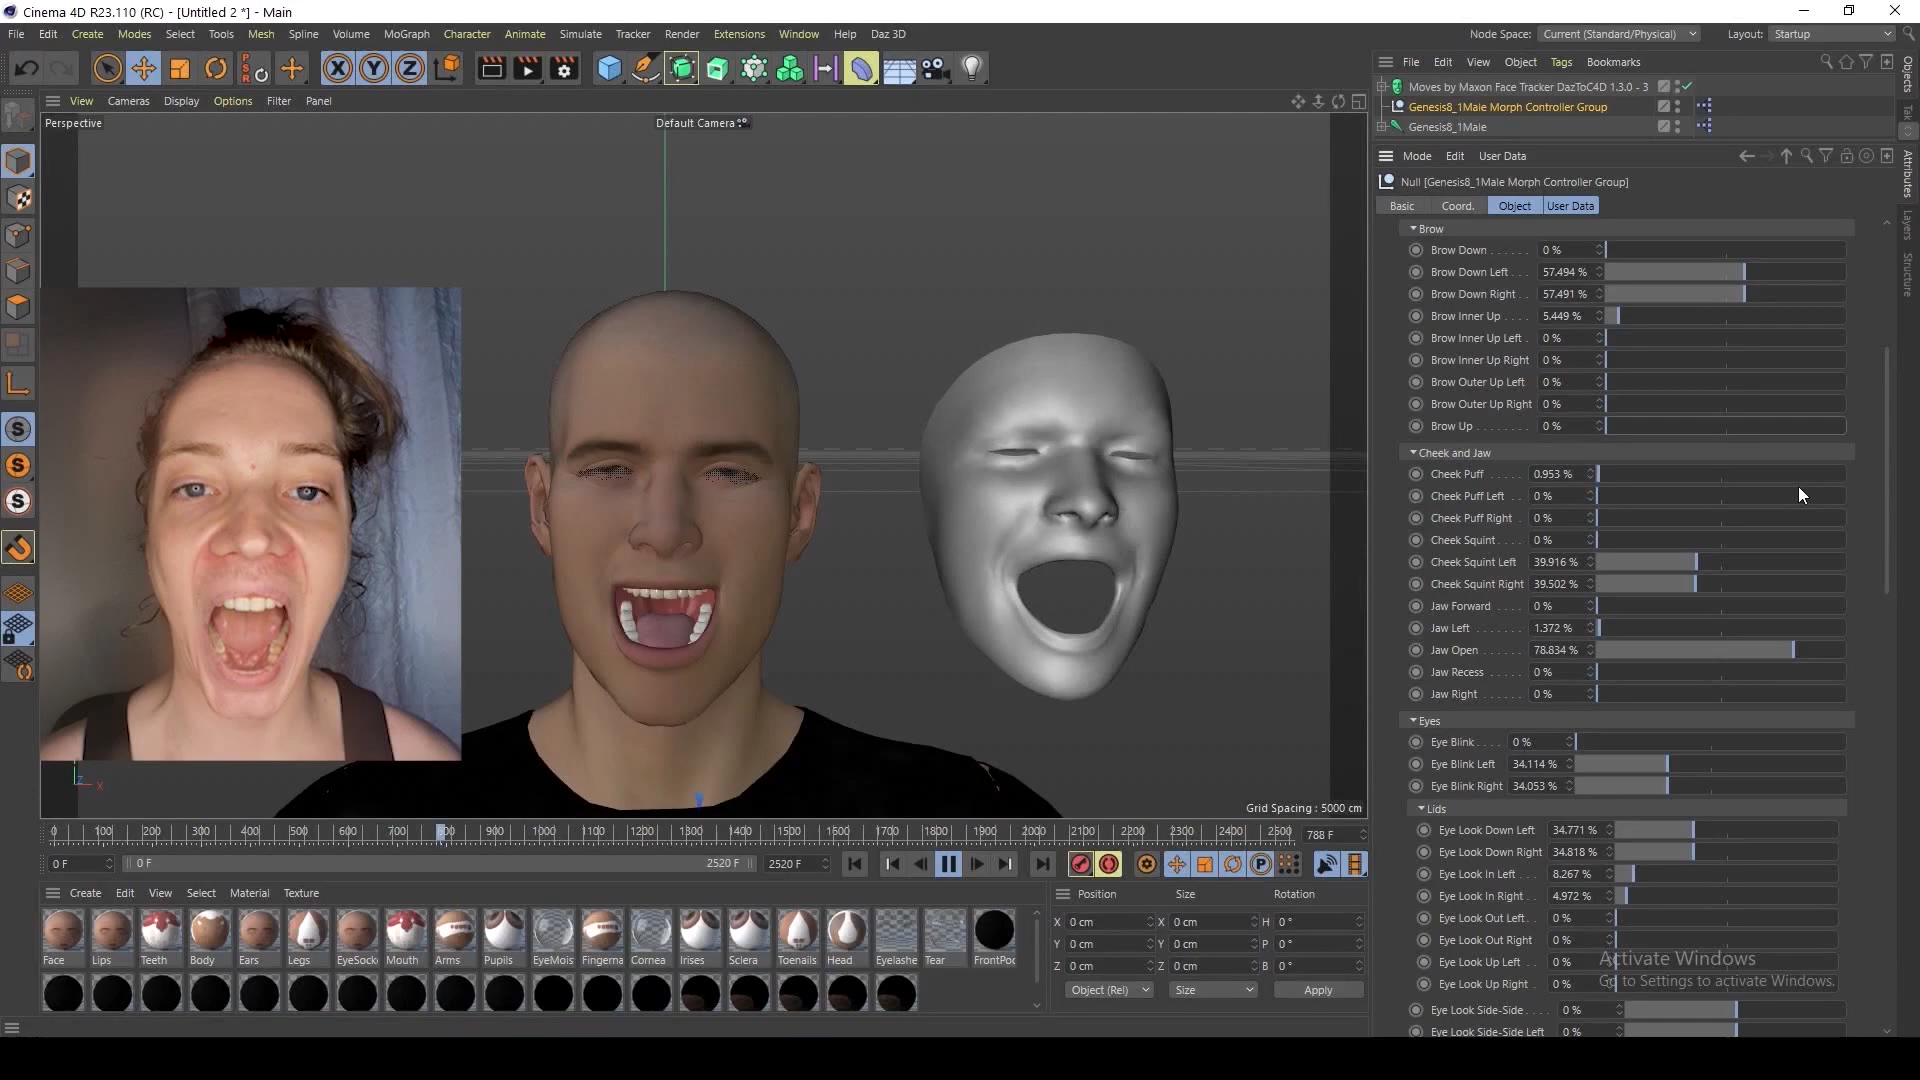 Cinema 4D R23.110 (RC) - [Untitled 2 *] - Main
File Edit Create Modes Select Tools Mesh Spline Volume MoGraph Character Animate Simulate Tracker Render Extensions Window Help Daz 3D
Node Space: Current (Standard/Physical) Layout: Startup
PSR X Y Z
View Cameras Display Options Filter Panel
Perspective
Default Camera
Grid Spacing : 5000 cm
Z X
File Edit View Object Tags Bookmarks
Moves by Maxon Face Tracker DazToC4D 1.3.0 - 3
Genesis8_1Male Morph Controller Group
Genesis8_1Male
Mode Edit User Data
Null [Genesis8_1Male Morph Controller Group]
Basic Coord. Object User Data
Brow
Brow Down 0 %
Brow Down Left 57.494 %
Brow Down Right 57.491 %
Brow Inner Up 5.449 %
Brow Inner Up Left 0 %
Brow Inner Up Right 0 %
Brow Outer Up Left 0 %
Brow Outer Up Right 0 %
Brow Up 0 %
Cheek and Jaw
Cheek Puff 0.953 %
Cheek Puff Left 0 %
Cheek Puff Right 0 %
Cheek Squint 0 %
Cheek Squint Left 39.916 %
Cheek Squint Right 39.502 %
Jaw Forward 0 %
Jaw Left 1.372 %
Jaw Open 78.834 %
Jaw Recess 0 %
Jaw Right 0 %
Eyes
Eye Blink 0 %
Eye Blink Left 34.114 %
Eye Blink Right 34.053 %
Lids
Eye Look Down Left 34.771 %
Eye Look Down Right 34.818 %
Eye Look In Left 8.267 %
Eye Look In Right 4.972 %
Eye Look Out Left 0 %
Eye Look Out Right 0 %
Eye Look Up Left 0 %
Eye Look Up Right 0 %
Eye Look Side-Side 0 %
Eye Look Side-Side Left 0 %
Activate Windows
Go to Settings to activate Windows.
Objects
Tak
Attributes
Layers
Structure
0 100 200 300 400 500 600 700 800 900 1000 1100 1200 1300 1400 1500 1600 1700 1800 1900 2000 2100 2200 2300 2400 2500 788 F
0 F 0 F 2520 F 2520 F
Create Edit View Select Material Texture
Face Lips Teeth Body Ears Legs EyeSocke Mouth Arms Pupils EyeMois Fingerna Cornea Irises Sclera Toenails Head Eyelashe Tear FrontPoc
Position Size Rotation
X 0 cm X 0 cm H 0 °
Y 0 cm Y 0 cm P 0 °
Z 0 cm Z 0 cm B 0 °
Object (Rel) Size Apply